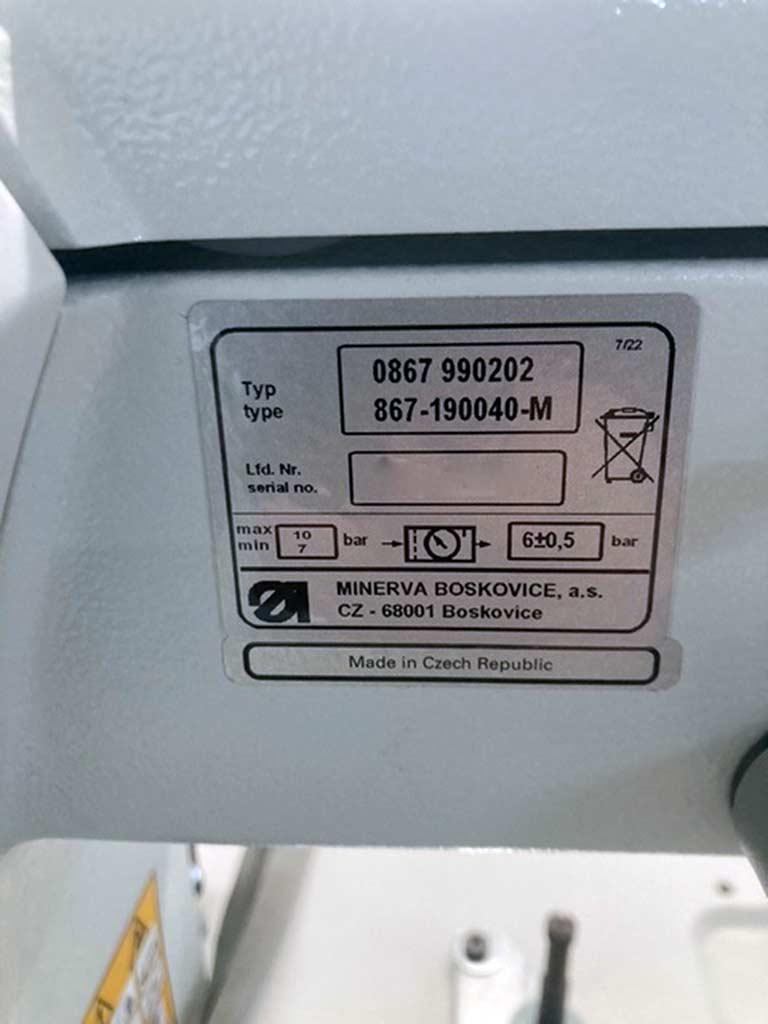 7/22
Typ
type
0867 990202
867-190040-M
Lfd. Nr.
serial no.
max
min
10
7
bar
6±0,5
bar
MINERVA BOSKOVICE, a.s.
CZ - 68001 Boskovice
Made in Czech Republic